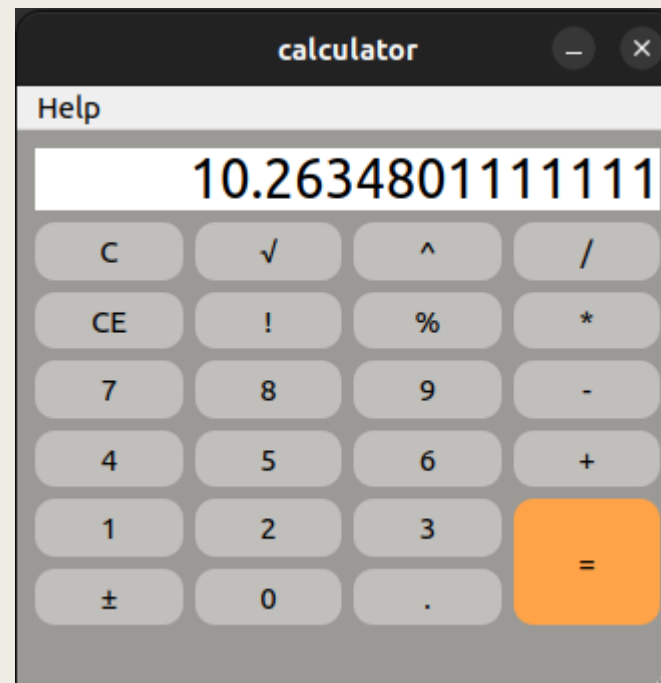 calculator
Help
10.2634801111111
C √ ^ /
CE ! % *
7 8 9 -
4 5 6 +
1 2 3
=
± 0 .